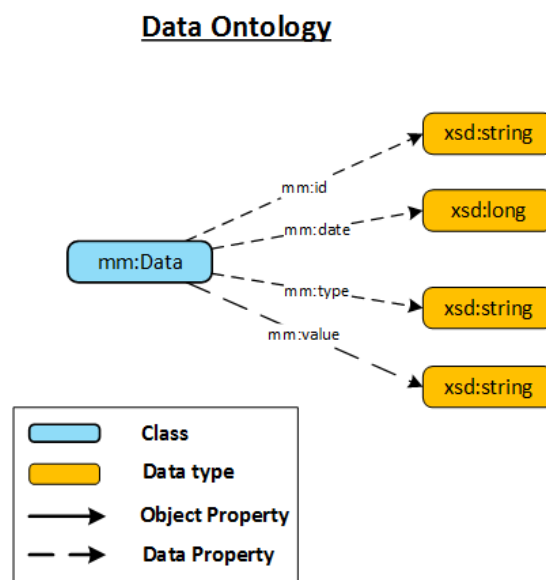 Data Ontology
xsd:string
mm:id
xsd:long
mm:date
mm:Data
mm:type
xsd:string
mm:value
xsd:string
Class
Data type
Object Property
Data Property